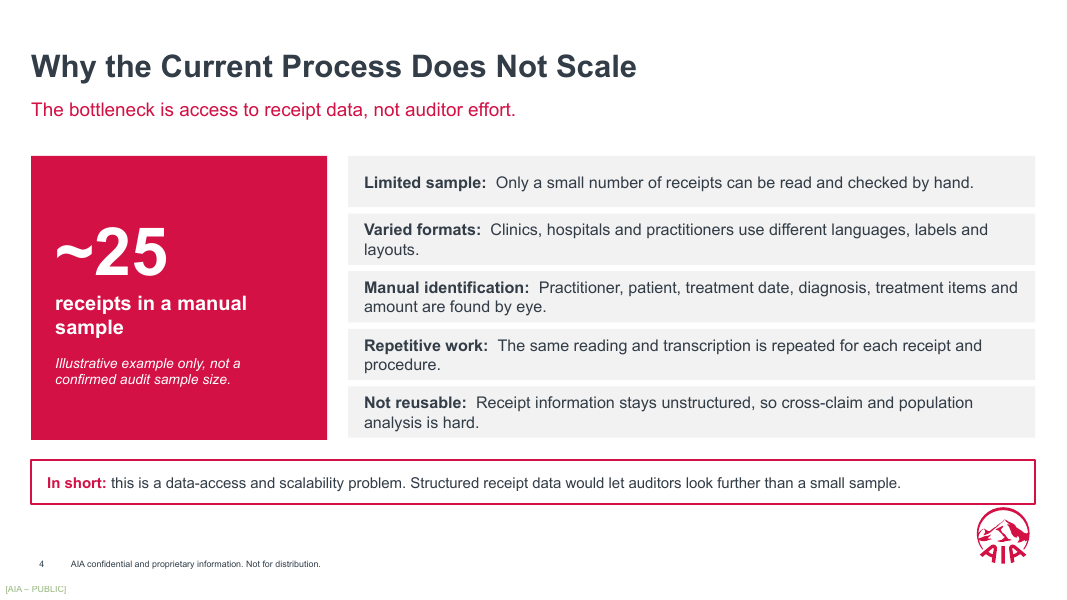 Why the Current Process Does Not Scale
The bottleneck is access to receipt data, not auditor effort.
~25
receipts in a manual
sample
Illustrative example only, not a
confirmed audit sample size.
Limited sample: Only a small number of receipts can be read and checked by hand.
Varied formats: Clinics, hospitals and practitioners use different languages, labels and
layouts.
Manual identification: Practitioner, patient, treatment date, diagnosis, treatment items and
amount are found by eye.
Repetitive work: The same reading and transcription is repeated for each receipt and
procedure.
Not reusable: Receipt information stays unstructured, so cross-claim and population
analysis is hard.
In short: this is a data-access and scalability problem. Structured receipt data would let auditors look further than a small sample.
AIA
4 AIA confidential and proprietary information. Not for distribution.
[AIA – PUBLIC]